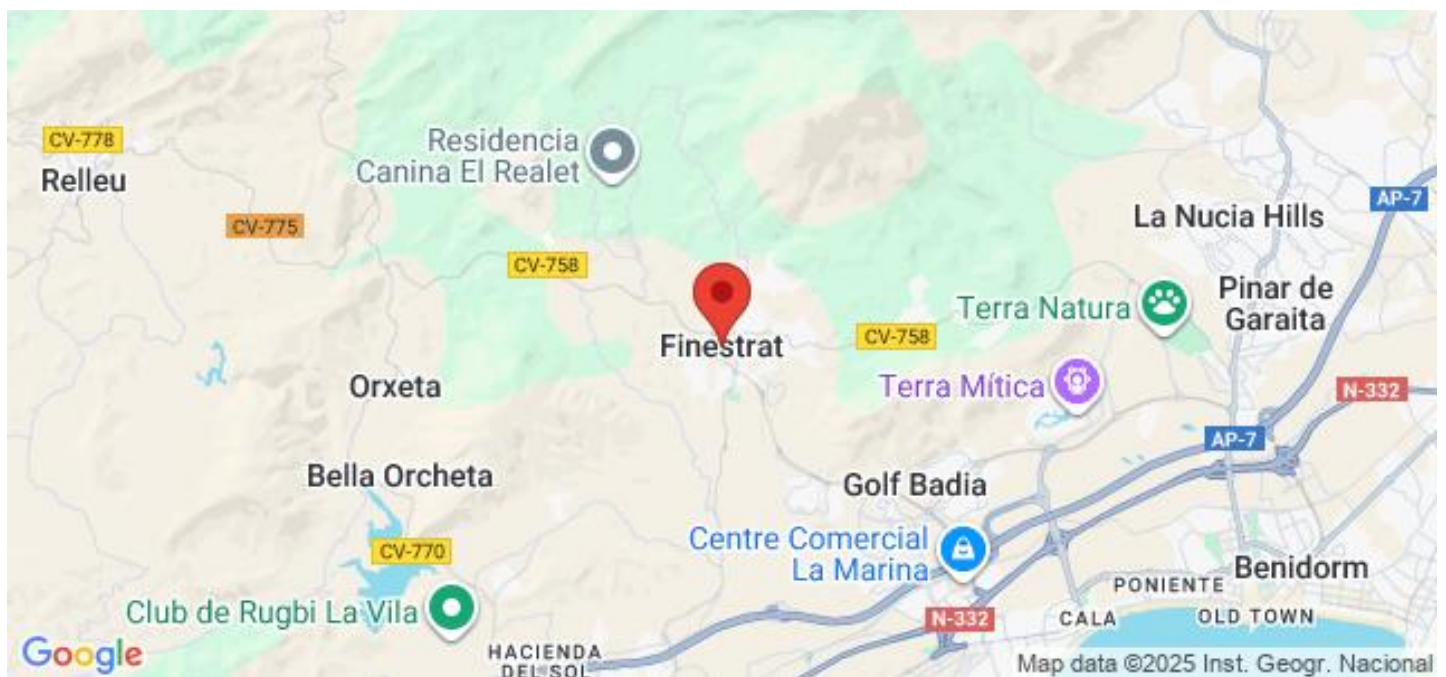 CV-778
Relleu
Residencia
Canina El Realet
AP-7
CV-775
La Nucia Hills
CV-758
Terra Natura
Pinar de
Garaita
Finestrat
CV-758
Orxeta
Terra Mítica
N-332
AP-7
Bella Orcheta
Golf Badia
CV-770
Centre Comercial
La Marina
Benidorm
PONIENTE
Club de Rugbi La Vila
N-332
CALA
OLD TOWN
HACIENDA
DEL SOL
Google
Map data ©2025 Inst. Geogr. Nacional